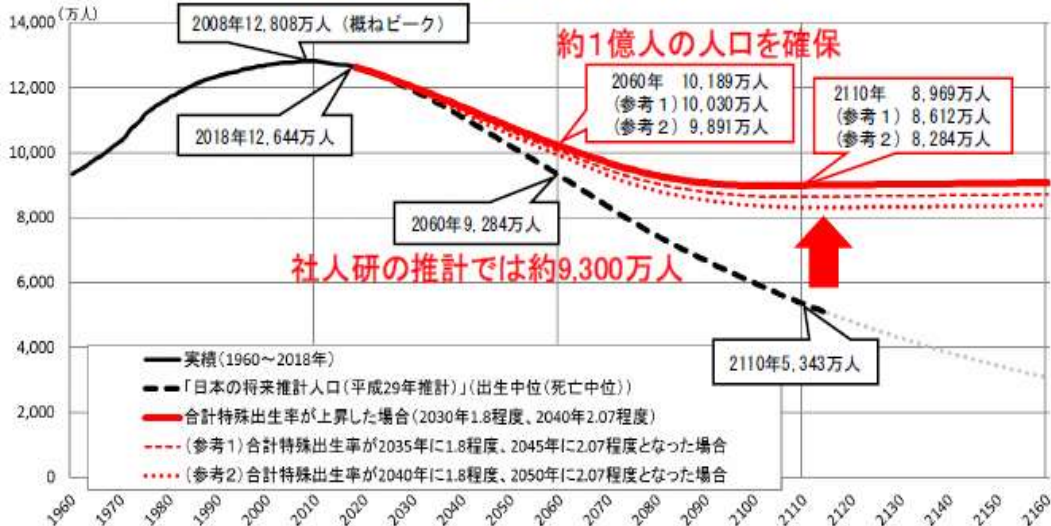 (万人)
14,000
12,000
10,000
8,000
6,000
4,000
2,000
0
2008年12,808万人（概ねピーク）
2018年12,644万人
約1億人の人口を確保
2060年　10,189万人
(参考1)10,030万人
(参考2) 9,891万人
2110年　8,969万人
(参考1) 8,612万人
(参考2) 8,284万人
2060年9,284万人
社人研の推計では約9,300万人
2110年5,343万人
実績(1960～2018年)
「日本の将来推計人口(平成29年推計)」(出生中位(死亡中位))
合計特殊出生率が上昇した場合(2030年1.8程度、2040年2.07程度)
(参考1)合計特殊出生率が2035年に1.8程度、2045年に2.07程度となった場合
(参考2)合計特殊出生率が2040年に1.8程度、2050年に2.07程度となった場合
1960 1970 1980 1990 2000 2010 2020 2030 2040 2050 2060 2070 2080 2090 2100 2110 2120 2130 2140 2150 2160